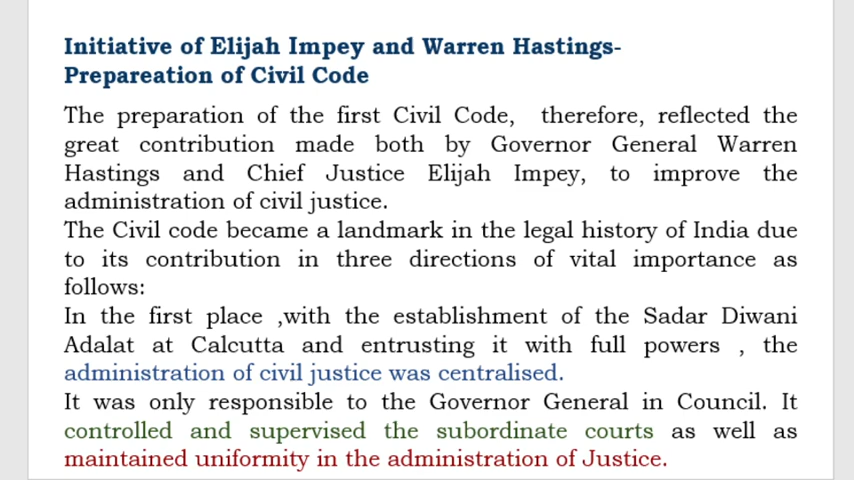 Initiative of Elijah Impey and Warren Hastings-
Prepareation of Civil Code
The preparation of the first Civil Code, therefore, reflected the
great contribution made both by Governor General Warren
Hastings and Chief Justice Elijah Impey, to improve the
administration of civil justice.
The Civil code became a landmark in the legal history of India due
to its contribution in three directions of vital importance as
follows:
In the first place ,with the establishment of the Sadar Diwani
Adalat at Calcutta and entrusting it with full powers , the
administration of civil justice was centralised.
It was only responsible to the Governor General in Council. It
controlled and supervised the subordinate courts as well as
maintained uniformity in the administration of Justice.